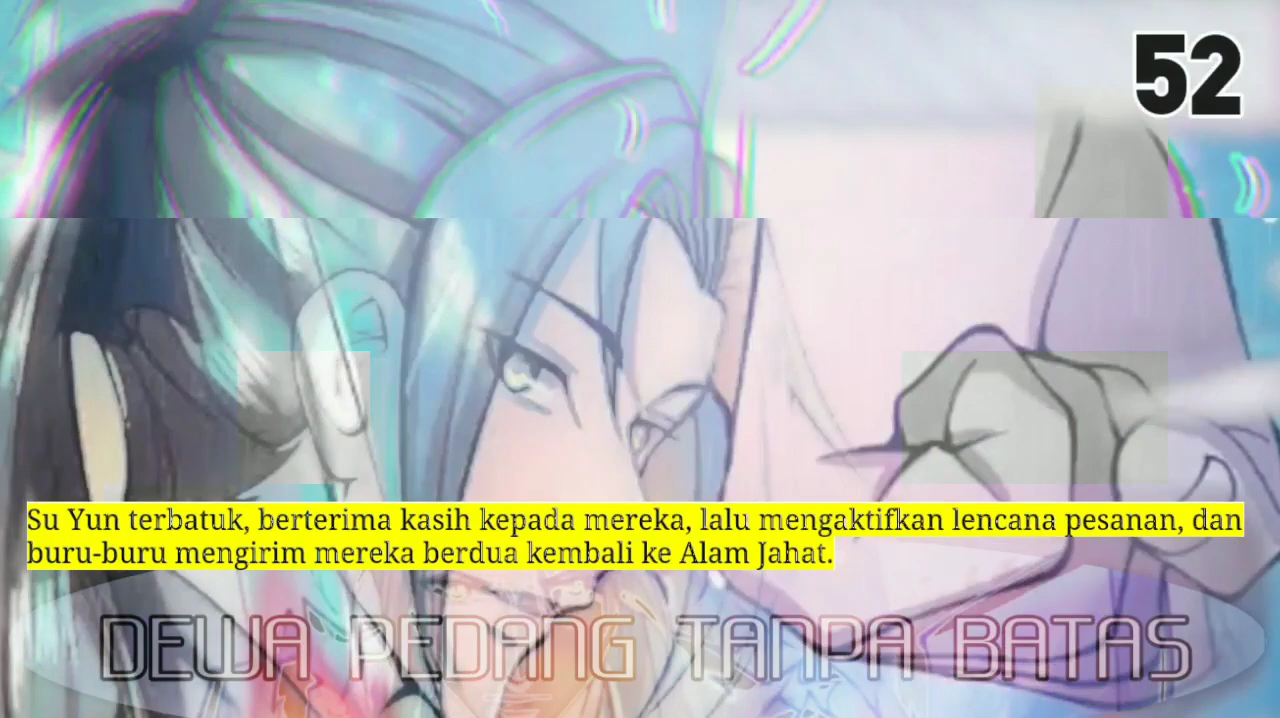 52
Su Yun terbatuk, berterima kasih kepada mereka, lalu mengaktifkan lencana pesanan, dan
buru-buru mengirim mereka berdua kembali ke Alam Jahat.
DEWA PEDANG TANPA BATAS